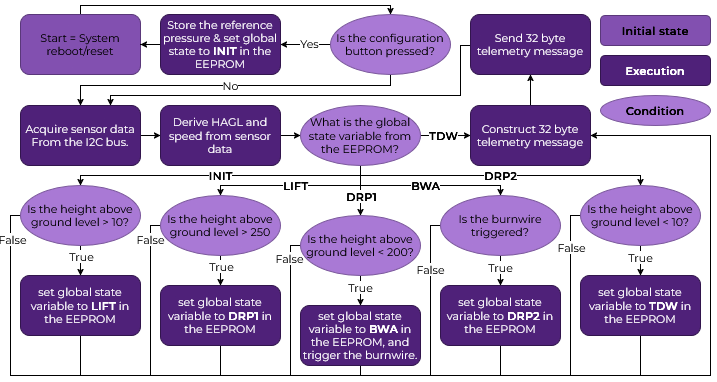 Start = System
reboot/reset
Store the reference
pressure & set global
state to INIT in the
EEPROM
Yes
Is the configuration
button pressed?
Send 32 byte
telemetry message
Initial state
Execution
Condition
No
Acquire sensor data
From the I2C bus.
Derive HAGL and
speed from sensor
data
What is the global
state variable from
the EEPROM?
TDW
Construct 32 byte
telemetry message
INIT
LIFT
DRP1
BWA
DRP2
Is the height above
ground level > 10?
False
True
set global state
variable to LIFT in
the EEPROM
Is the height above
ground level > 250
False
True
set global state
variable to DRP1 in
the EEPROM
Is the height above
ground level < 200?
False
True
set global state
variable to BWA in
the EEPROM, and
trigger the burnwire.
Is the burnwire
triggered?
False
True
set global state
variable to DRP2 in
the EEPROM
Is the height above
ground level < 10?
False
True
set global state
variable to TDW in
the EEPROM